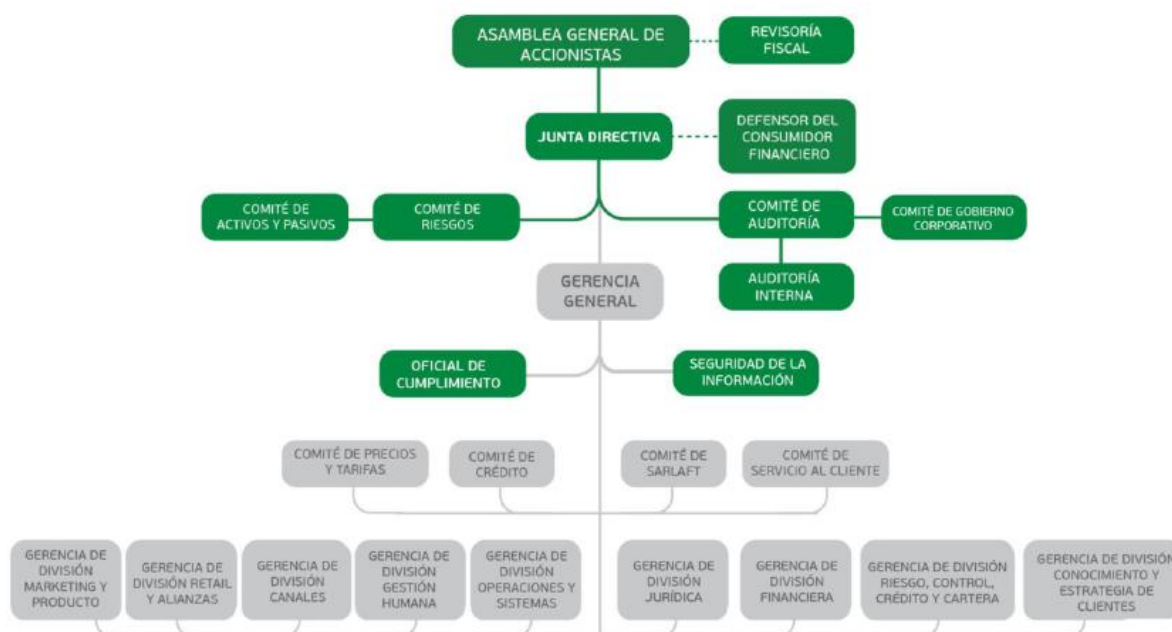 ASAMBLEA GENERAL DE
ACCIONISTAS
REVISORÍA
FISCAL
JUNTA DIRECTIVA
DEFENSOR DEL
CONSUMIDOR
FINANCIERO
COMITÉ DE
ACTIVOS Y PASIVOS
COMITÉ DE
RIESGOS
COMITÉ DE
AUDITORÍA
COMITÉ DE GOBIERNO
CORPORATIVO
GERENCIA
GENERAL
AUDITORÍA
INTERNA
OFICIAL DE
CUMPLIMIENTO
SEGURIDAD DE LA
INFORMACIÓN
COMITÉ DE PRECIOS
Y TARIFAS
COMITÉ DE
CRÉDITO
COMITÉ DE
SARLAFT
COMITÉ DE
SERVICIO AL CLIENTE
GERENCIA DE
DIVISIÓN
MARKETING Y
PRODUCTO
GERENCIA DE
DIVISIÓN RETAIL
Y ALIANZAS
GERENCIA DE
DIVISIÓN
CANALES
GERENCIA DE
DIVISIÓN
GESTIÓN
HUMANA
GERENCIA DE
DIVISIÓN
OPERACIONES Y
SISTEMAS
GERENCIA DE
DIVISIÓN
JURÍDICA
GERENCIA DE
DIVISIÓN
FINANCIERA
GERENCIA DE DIVISIÓN
RIESGO, CONTROL,
CRÉDITO Y CARTERA
GERENCIA DE DIVISIÓN
CONOCIMIENTO Y
ESTRATEGIA DE
CLIENTES